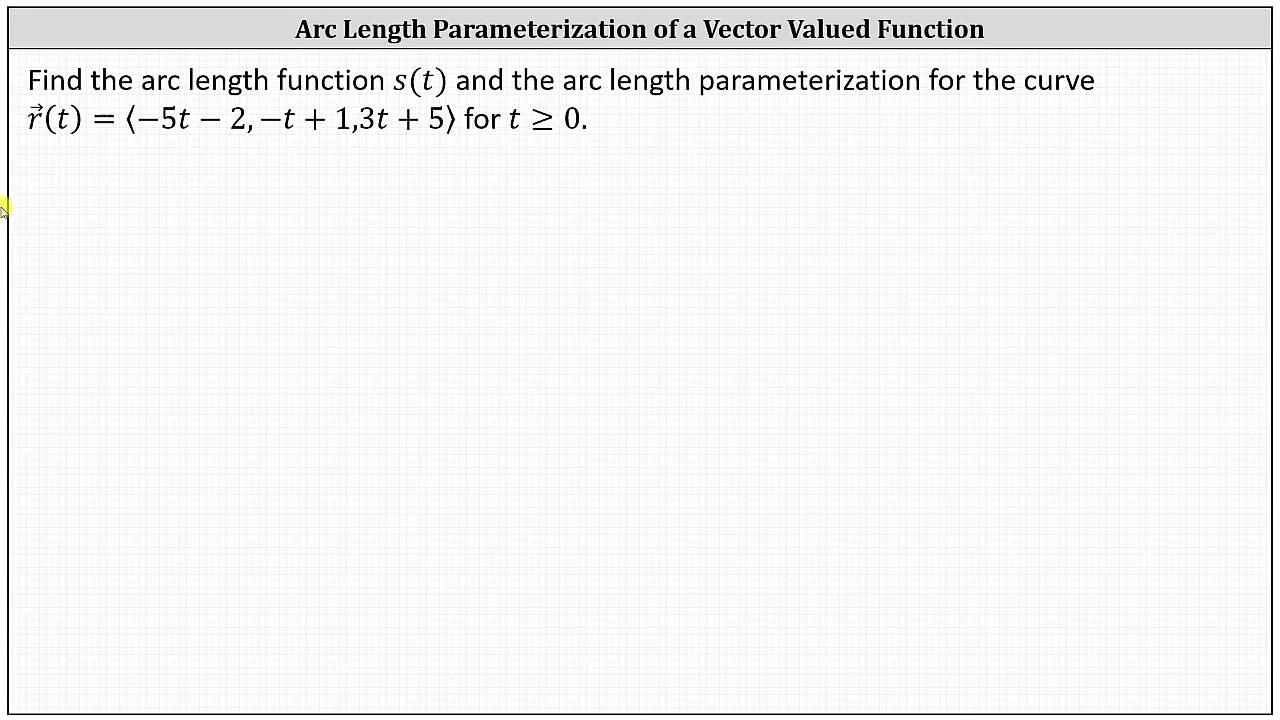 Arc Length Parameterization of a Vector Valued Function
Find the arc length function s(t) and the arc length parameterization for the curve
r⃗(t) = ⟨−5t − 2, −t + 1,3t + 5⟩ for t ≥ 0.